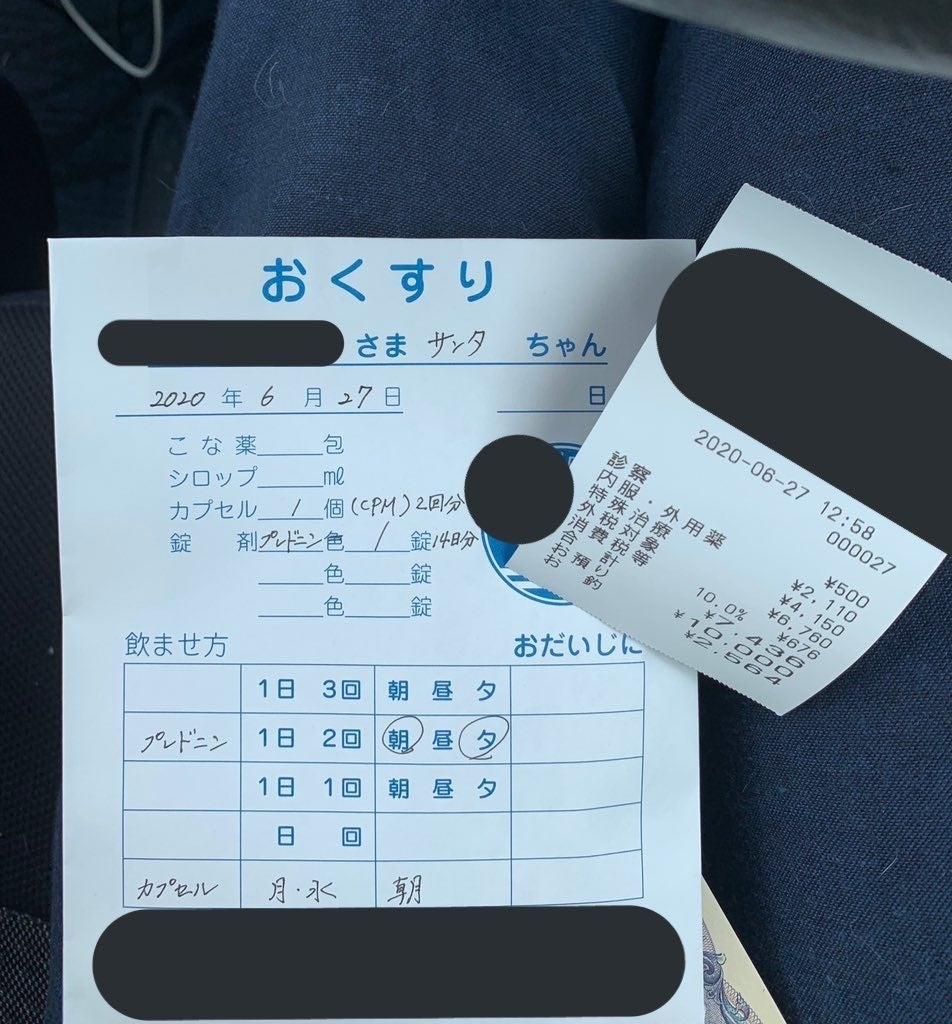 おくすり
さま サンタ ちゃん
2020 年 6 月 27 日 日
こな薬 包
シロップ ml
カプセル 1 個 (CPM) 2回分
錠 剤 プレドニン 色 1 錠 14日分
色 錠
色 錠
飲ませ方 おだいじに
1日 3回 朝 昼 夕
プレドニン 1日 2回 朝 昼 夕
1日 1回 朝 昼 夕
日 回
カプセル 月・水 朝
2020-06-27 12:58
000027
診察 ¥500
内服・外用薬 ¥2,110
特殊治療 ¥4,150
外税対象 ¥6,760
消費税等 10.0% ¥676
合計 ¥7,436
お預り ¥10,000
お釣 ¥2,564